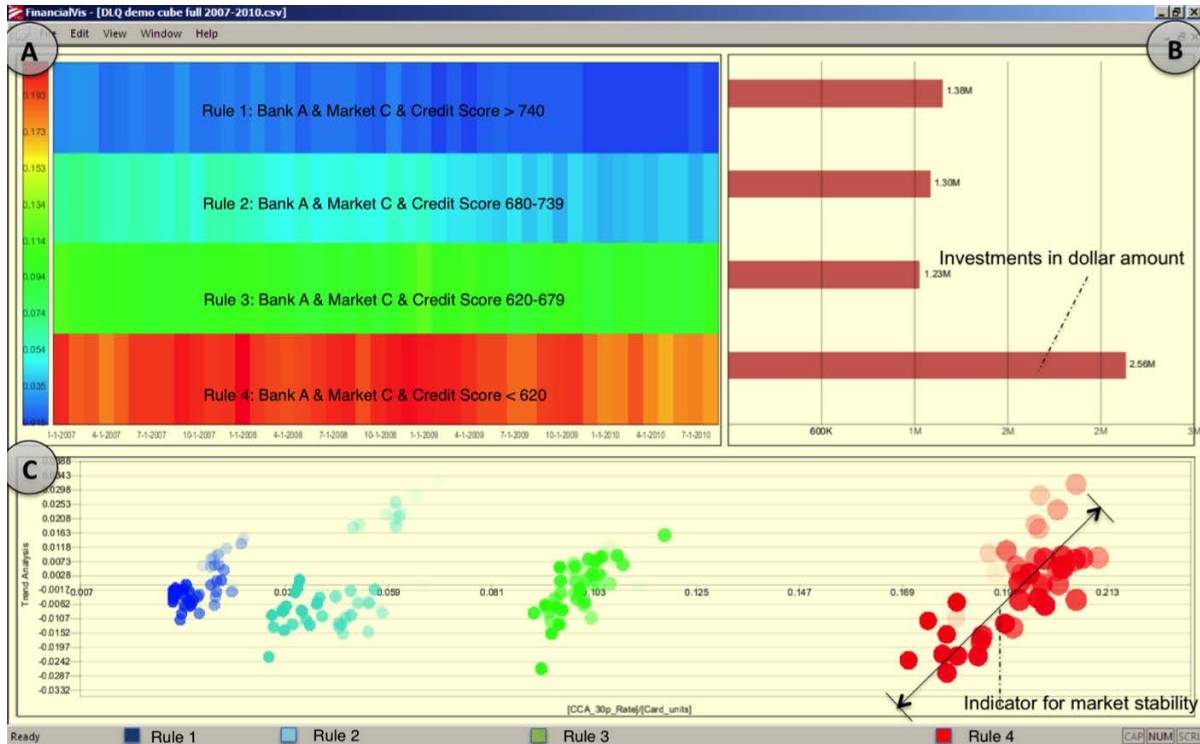 FinancialVis - [DLQ demo cube full 2007-2010.csv]
Edit View Window Help
A
B
0.193
0.173
0.153
0.134
0.114
0.094
0.074
0.054
0.035
Rule 1: Bank A & Market C & Credit Score > 740
Rule 2: Bank A & Market C & Credit Score 680-739
Rule 3: Bank A & Market C & Credit Score 620-679
Rule 4: Bank A & Market C & Credit Score < 620
1-1-2007 4-1-2007 7-1-2007 10-1-2007 1-1-2008 4-1-2008 7-1-2008 10-1-2008 1-1-2009 4-1-2009 7-1-2009 10-1-2009 1-1-2010 4-1-2010 7-1-2010
1.38M
1.30M
1.23M
2.56M
Investments in dollar amount
600K 1M 2M 2M 3M
C
0.0298
0.0253
0.0208
0.0163
0.0118
0.0073
0.0028
-0.0017
-0.0062
-0.0107
-0.0152
-0.0197
-0.0242
-0.0287
-0.0332
Trend Analysis
0.007 0.059 0.081 0.103 0.125 0.147 0.169 0.213
[CCA_30p_Rate]/[Card_units]
Indicator for market stability
Ready Rule 1 Rule 2 Rule 3 Rule 4 CAP NUM SCRL